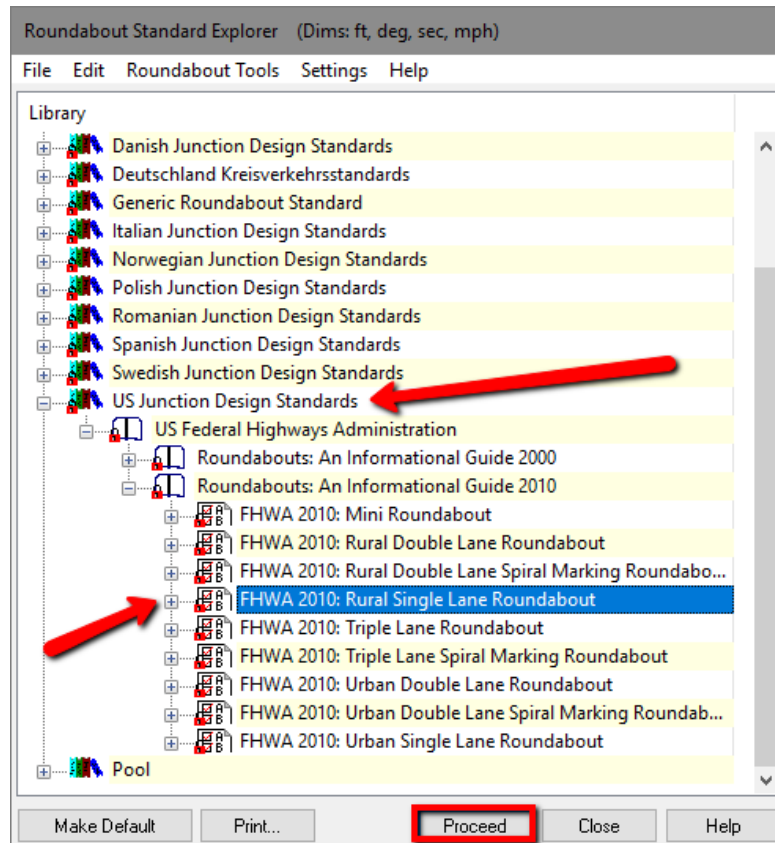 Roundabout Standard Explorer (Dims: ft, deg, sec, mph)
File Edit Roundabout Tools Settings Help
Library
Danish Junction Design Standards
Deutschland Kreisverkehrsstandards
Generic Roundabout Standard
Italian Junction Design Standards
Norwegian Junction Design Standards
Polish Junction Design Standards
Romanian Junction Design Standards
Spanish Junction Design Standards
Swedish Junction Design Standards
US Junction Design Standards
US Federal Highways Administration
Roundabouts: An Informational Guide 2000
Roundabouts: An Informational Guide 2010
FHWA 2010: Mini Roundabout
FHWA 2010: Rural Double Lane Roundabout
FHWA 2010: Rural Double Lane Spiral Marking Roundabo...
FHWA 2010: Rural Single Lane Roundabout
FHWA 2010: Triple Lane Roundabout
FHWA 2010: Triple Lane Spiral Marking Roundabout
FHWA 2010: Urban Double Lane Roundabout
FHWA 2010: Urban Double Lane Spiral Marking Roundab...
FHWA 2010: Urban Single Lane Roundabout
Pool
Make Default Print... Proceed Close Help